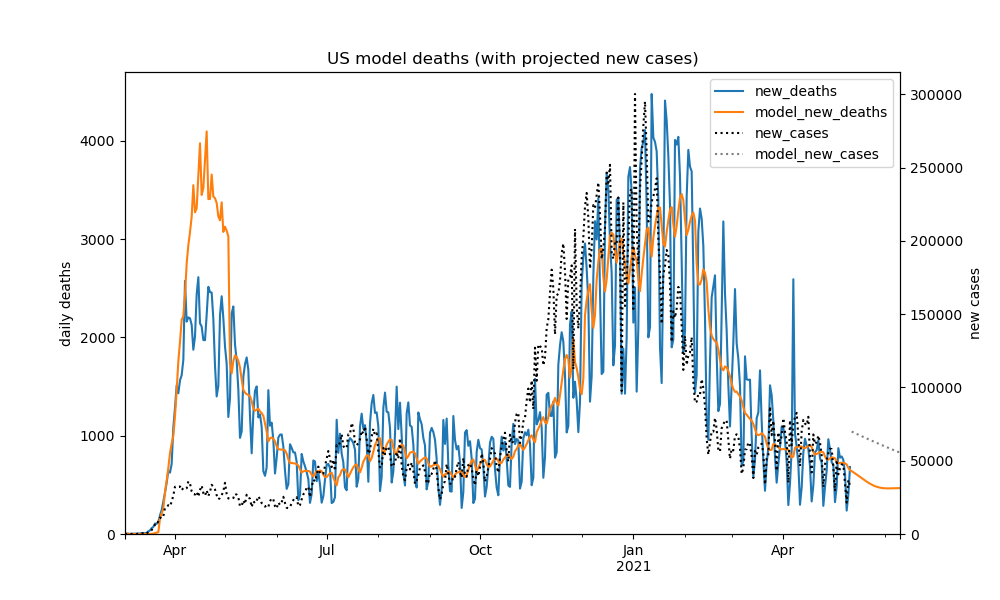 US model deaths (with projected new cases)
new_deaths
model_new_deaths
new_cases
model_new_cases
daily deaths
4000
3000
2000
1000
0
300000
250000
200000
150000
100000
50000
0
new cases
Apr
Jul
Oct
Jan
2021
Apr